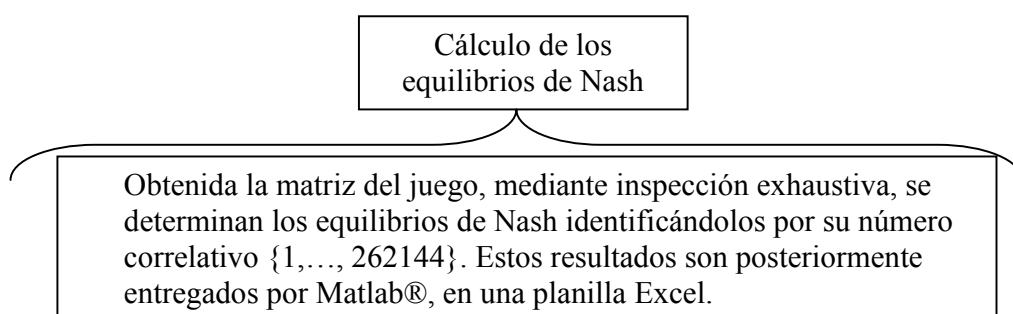 Cálculo de los
equilibrios de Nash
Obtenida la matriz del juego, mediante inspección exhaustiva, se
determinan los equilibrios de Nash identificándolos por su número
correlativo {1,…, 262144}. Estos resultados son posteriormente
entregados por Matlab®, en una planilla Excel.